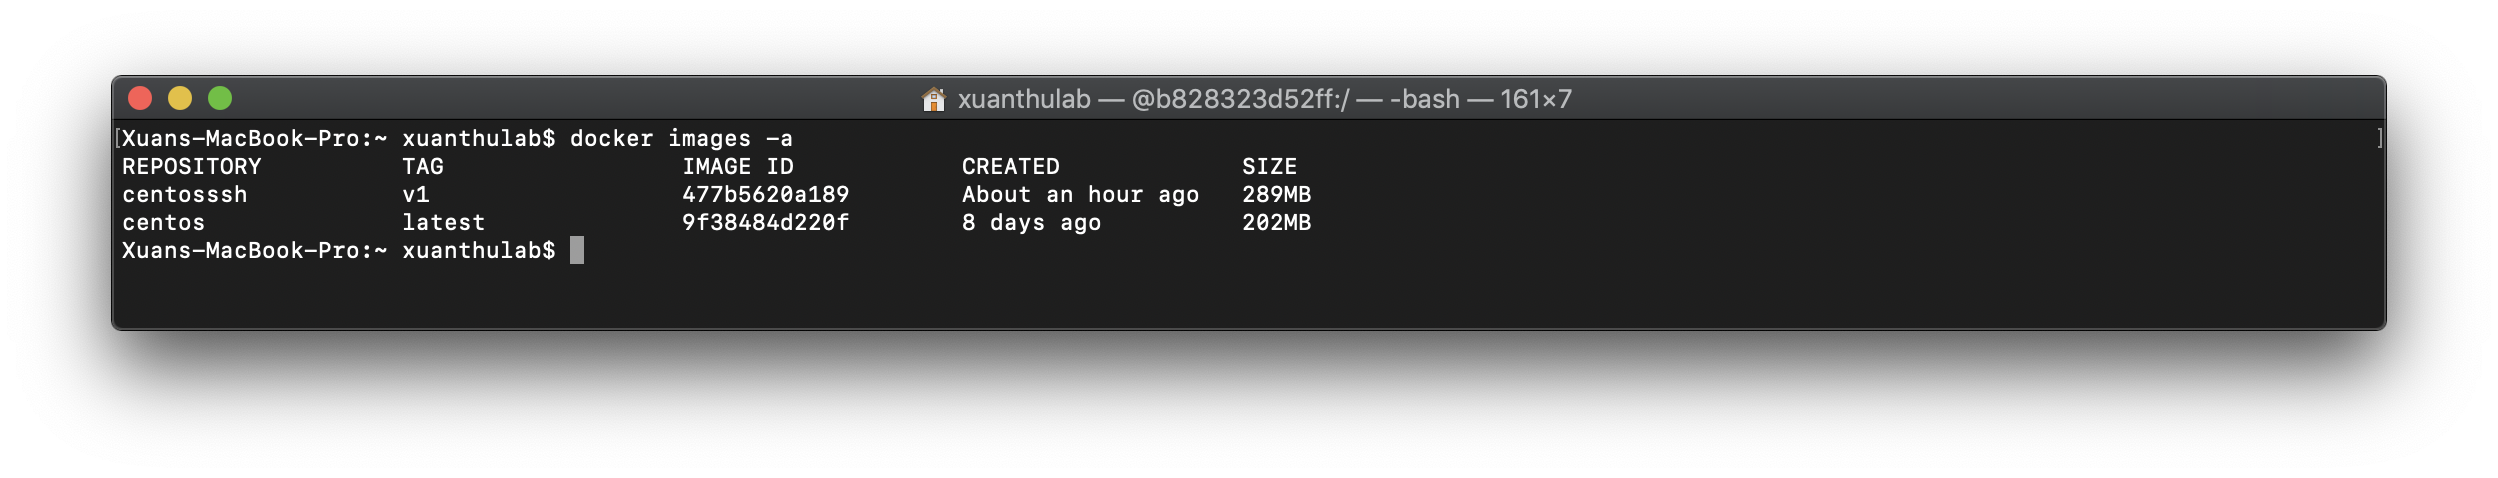 xuanthulab — @b828323d52ff:/ — -bash — 161×7
[Xuans-MacBook-Pro:~ xuanthulab$ docker images -a ]
REPOSITORY TAG IMAGE ID CREATED SIZE
centosssh v1 477b5620a189 About an hour ago 289MB
centos latest 9f38484d220f 8 days ago 202MB
Xuans-MacBook-Pro:~ xuanthulab$